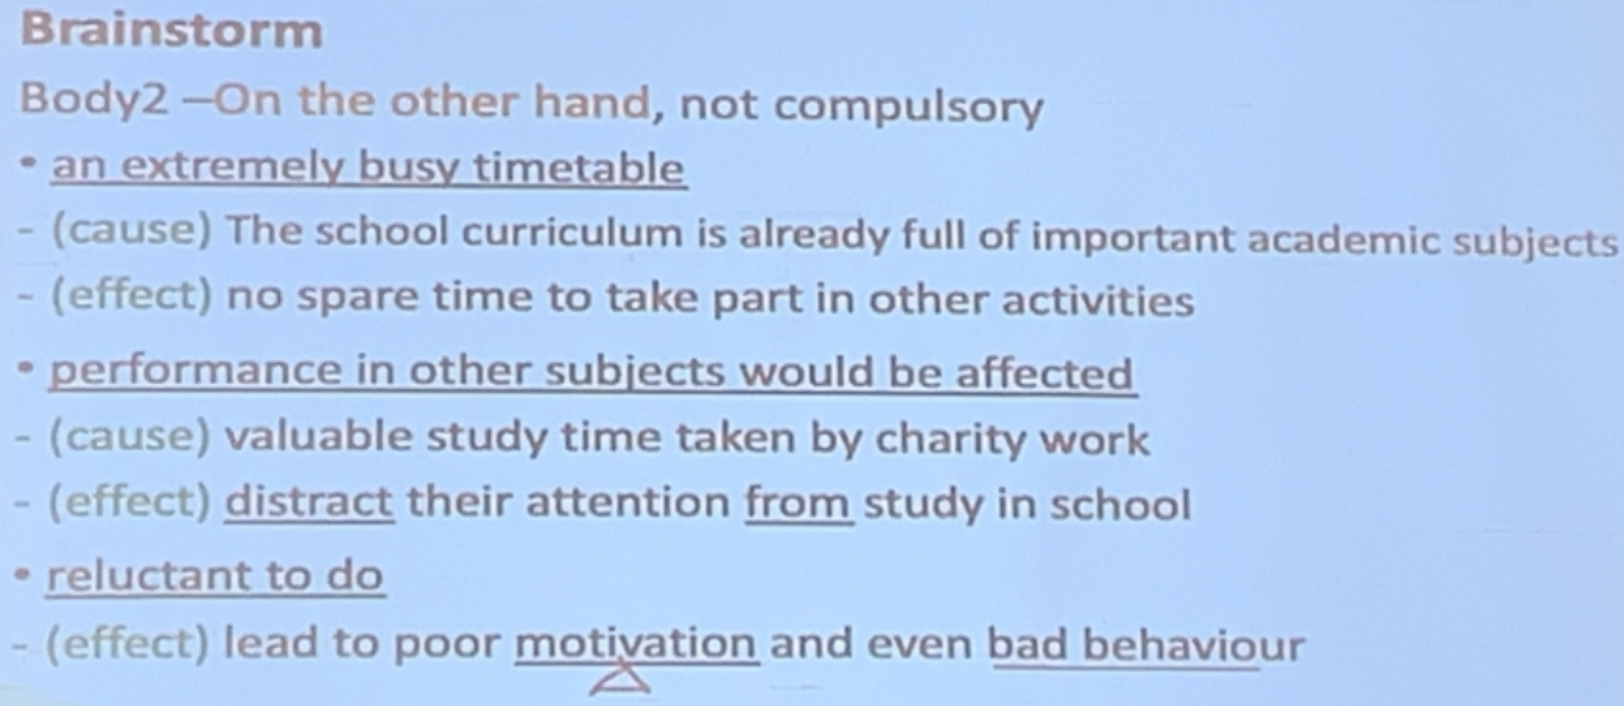 Brainstorm
Body2 –On the other hand, not compulsory
• an extremely busy timetable
- (cause) The school curriculum is already full of important academic subjects
- (effect) no spare time to take part in other activities
• performance in other subjects would be affected
- (cause) valuable study time taken by charity work
- (effect) distract their attention from study in school
• reluctant to do
- (effect) lead to poor motivation and even bad behaviour